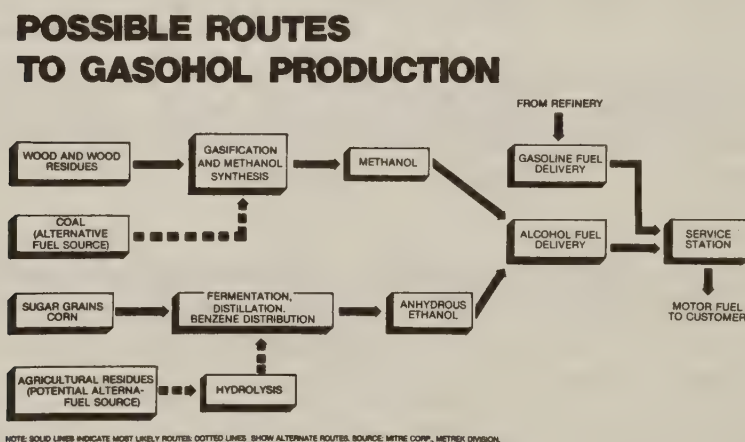 POSSIBLE ROUTES
TO GASOHOL PRODUCTION
FROM REFINERY
WOOD AND WOOD
RESIDUES
GASIFICATION
AND METHANOL
SYNTHESIS
METHANOL
GASOLINE FUEL
DELIVERY
COAL
(ALTERNATIVE
FUEL SOURCE)
ALCOHOL FUEL
DELIVERY
SERVICE
STATION
SUGAR GRAINS
CORN
FERMENTATION,
DISTILLATION.
BENZENE DISTRIBUTION
ANHYDROUS
ETHANOL
MOTOR FUEL
TO CUSTOMER
AGRICULTURAL RESIDUES
(POTENTIAL ALTERNA-
FUEL SOURCE)
HYDROLYSIS
NOTE: SOLID LINES INDICATE MOST LIKELY ROUTES: DOTTED LINES SHOW ALTERNATE ROUTES. SOURCE: MITRE CORP., METREK DIVISION.